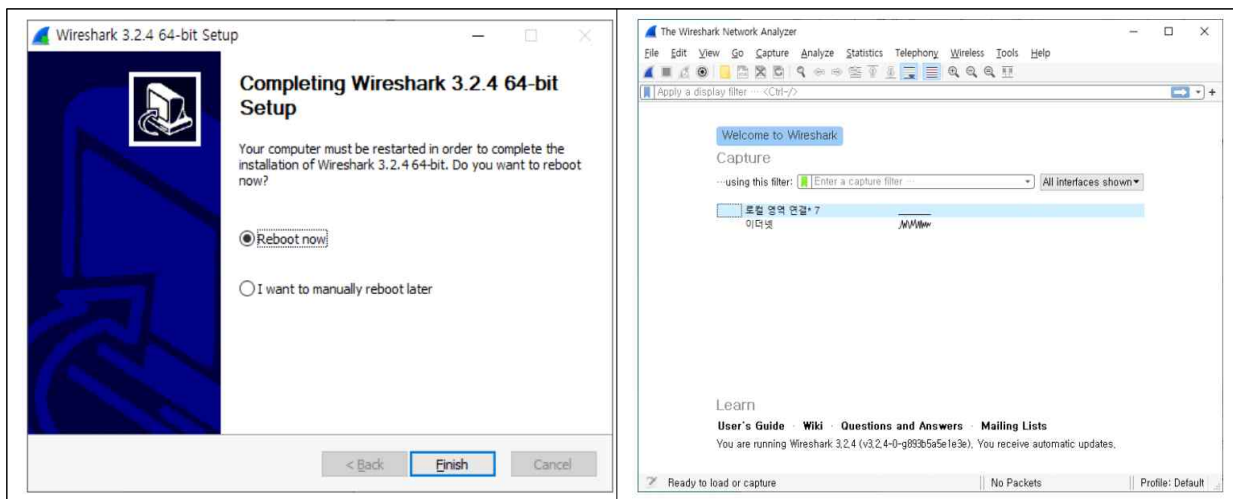 Wireshark 3.2.4 64-bit Setup
Completing Wireshark 3.2.4 64-bit
Setup
Your computer must be restarted in order to complete the
installation of Wireshark 3.2.4 64-bit. Do you want to reboot
now?
Reboot now
I want to manually reboot later
< Back Finish Cancel
The Wireshark Network Analyzer
File Edit View Go Capture Analyze Statistics Telephony Wireless Tools Help
Apply a display filter ... <Ctrl-/>
Welcome to Wireshark
Capture
...using this filter: Enter a capture filter ... All interfaces shown
로컬 영역 연결* 7
이더넷
Learn
User's Guide · Wiki · Questions and Answers · Mailing Lists
You are running Wireshark 3.2.4 (v3.2.4-0-g893b5a5e1e3e). You receive automatic updates.
Ready to load or capture No Packets Profile: Default